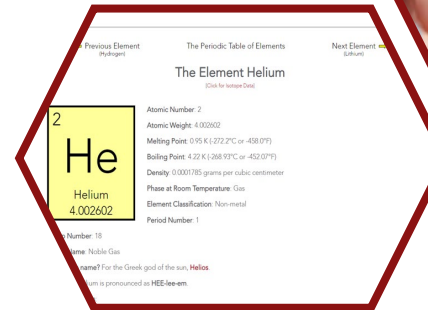 Previous Element The Periodic Table of Elements Next Element
(Hydrogen) (Lithium)
The Element Helium
[Click for Isotope Data]
2
He
Helium
4.002602
Atomic Number: 2
Atomic Weight: 4.002602
Melting Point: 0.95 K (-272.2°C or -458.0°F)
Boiling Point: 4.22 K (-268.93°C or -452.07°F)
Density: 0.0001785 grams per cubic centimeter
Phase at Room Temperature: Gas
Element Classification: Non-metal
Period Number: 1
Number: 18
Name: Noble Gas
name? For the Greek god of the sun, Helios.
is pronounced as HEE-lee-em.